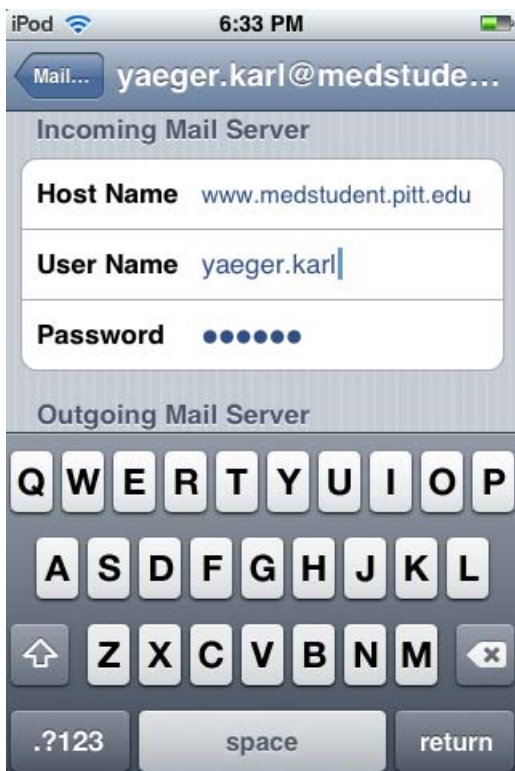 iPod 6:33 PM
Mail... yaeger.karl@medstude...
Incoming Mail Server
Host Name www.medstudent.pitt.edu
User Name yaeger.karl
Password ●●●●●●
Outgoing Mail Server
Q W E R T Y U I O P
A S D F G H J K L
Z X C V B N M
.?123 space return